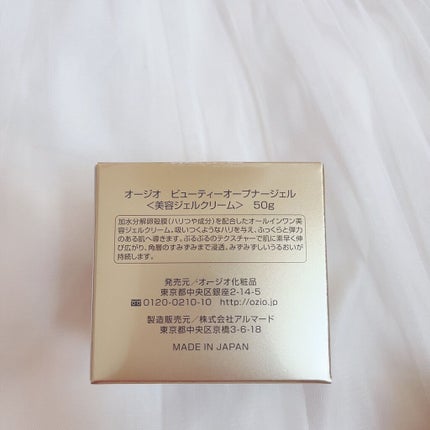 オージオ ビューティーオープナージェル
＜美容ジェルクリーム＞ 50g
加水分解卵殻膜(ハリつや成分)を配合したオールインワン美
容ジェルクリーム。吸いつくようなハリを与え、ふっくらと弾力
のある肌へ導きます。ぷるぷるのテクスチャーで肌に素早く伸
び広がり、角層のすみずみまで浸透。みずみずしいうるおいが
持続します。
発売元／オージオ化粧品
東京都中央区銀座2-14-5
0120-0210-10 http://ozio.jp
製造販売元／株式会社アルマード
東京都中央区京橋3-6-18
MADE IN JAPAN